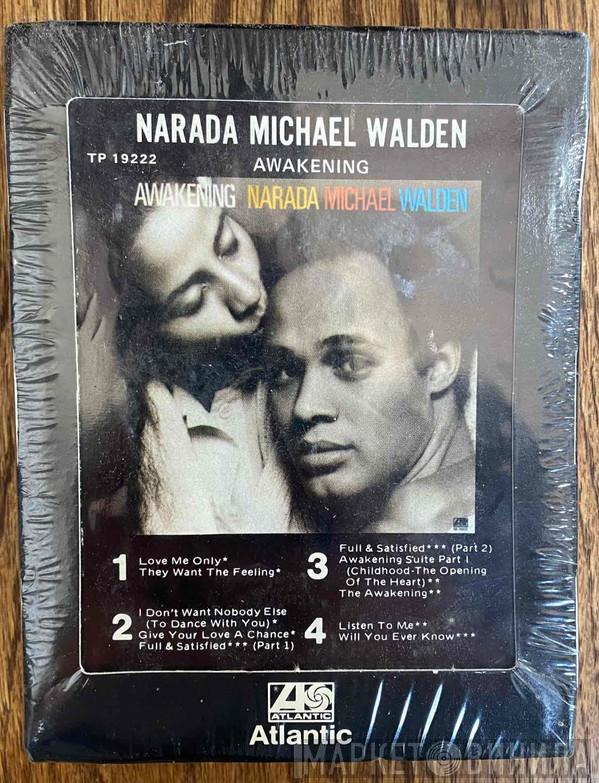 NARADA MICHAEL WALDEN
TP 19222
AWAKENING
AWAKENING NARADA MICHAEL WALDEN
1 Love Me Only*
They Want The Feeling*
2 I Don't Want Nobody Else
(To Dance With You)*
Give Your Love A Chance*
Full & Satisfied*** (Part 1)
3 Full & Satisfied*** (Part 2)
Awakening Suite Part I
(Childhood-The Opening
Of The Heart)**
The Awakening**
4 Listen To Me**
Will You Ever Know***
ATLANTIC
Atlantic
МАРКЕТ ВИНИЛА